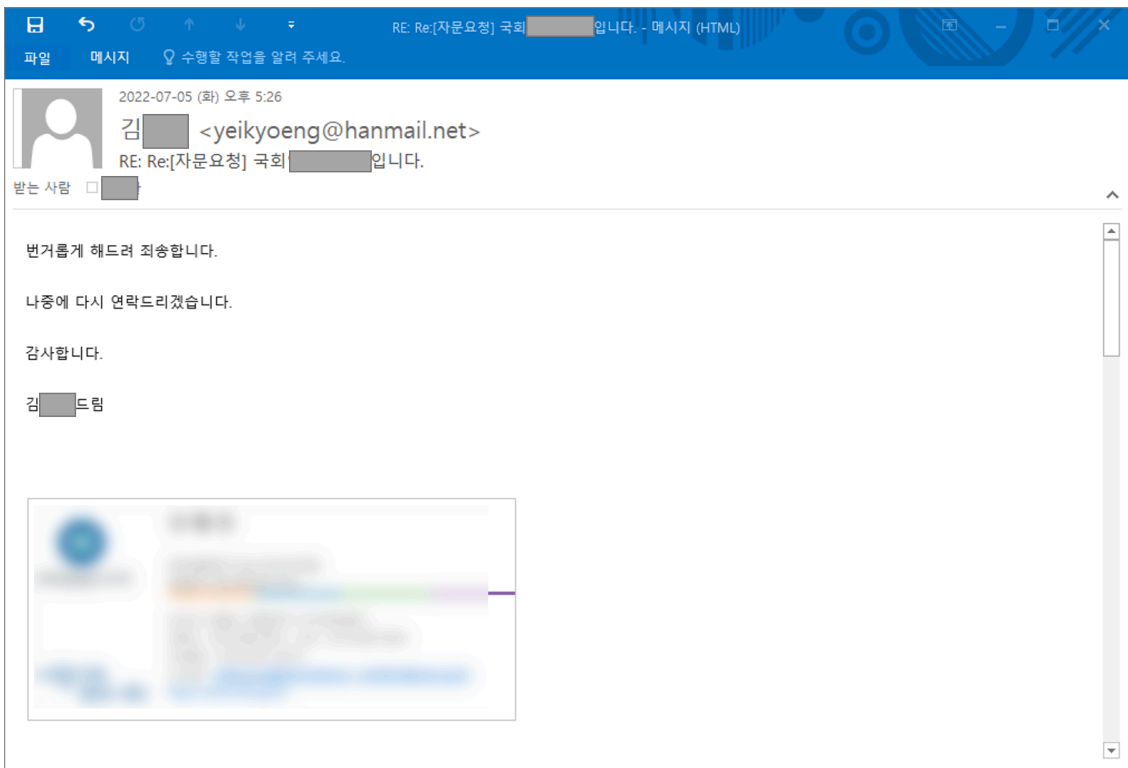 RE: Re:[자문요청] 국회 입니다. - 메시지 (HTML)
파일 메시지 수행할 작업을 알려 주세요.
2022-07-05 (화) 오후 5:26
김 <yeikyoeng@hanmail.net>
RE: Re:[자문요청] 국회 입니다.
받는 사람
번거롭게 해드려 죄송합니다.
나중에 다시 연락드리겠습니다.
감사합니다.
김 드림